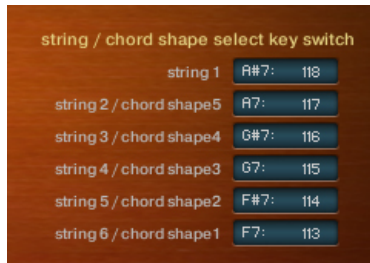 string / chord shape select key switch
string 1 A#7: 118
string 2 / chord shape5 A7: 117
string 3 / chord shape4 G#7: 116
string 4 / chord shape3 G7: 115
string 5 / chord shape2 F#7: 114
string 6 / chord shape1 F7: 113